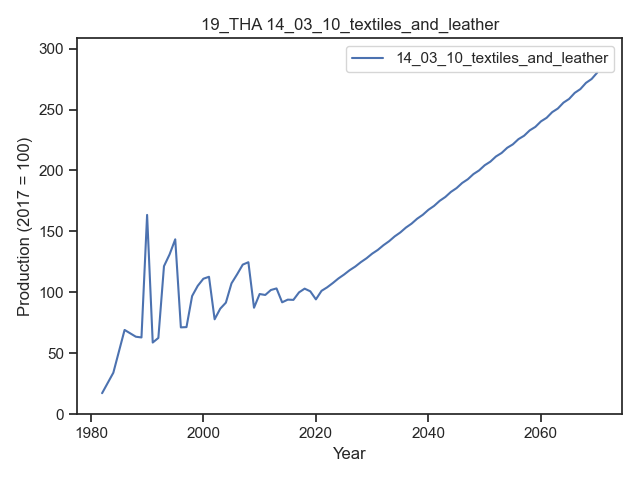 19_THA 14_03_10_textiles_and_leather
14_03_10_textiles_and_leather
Production (2017 = 100)
300
250
200
150
100
50
0
1980 2000 2020 2040 2060
Year